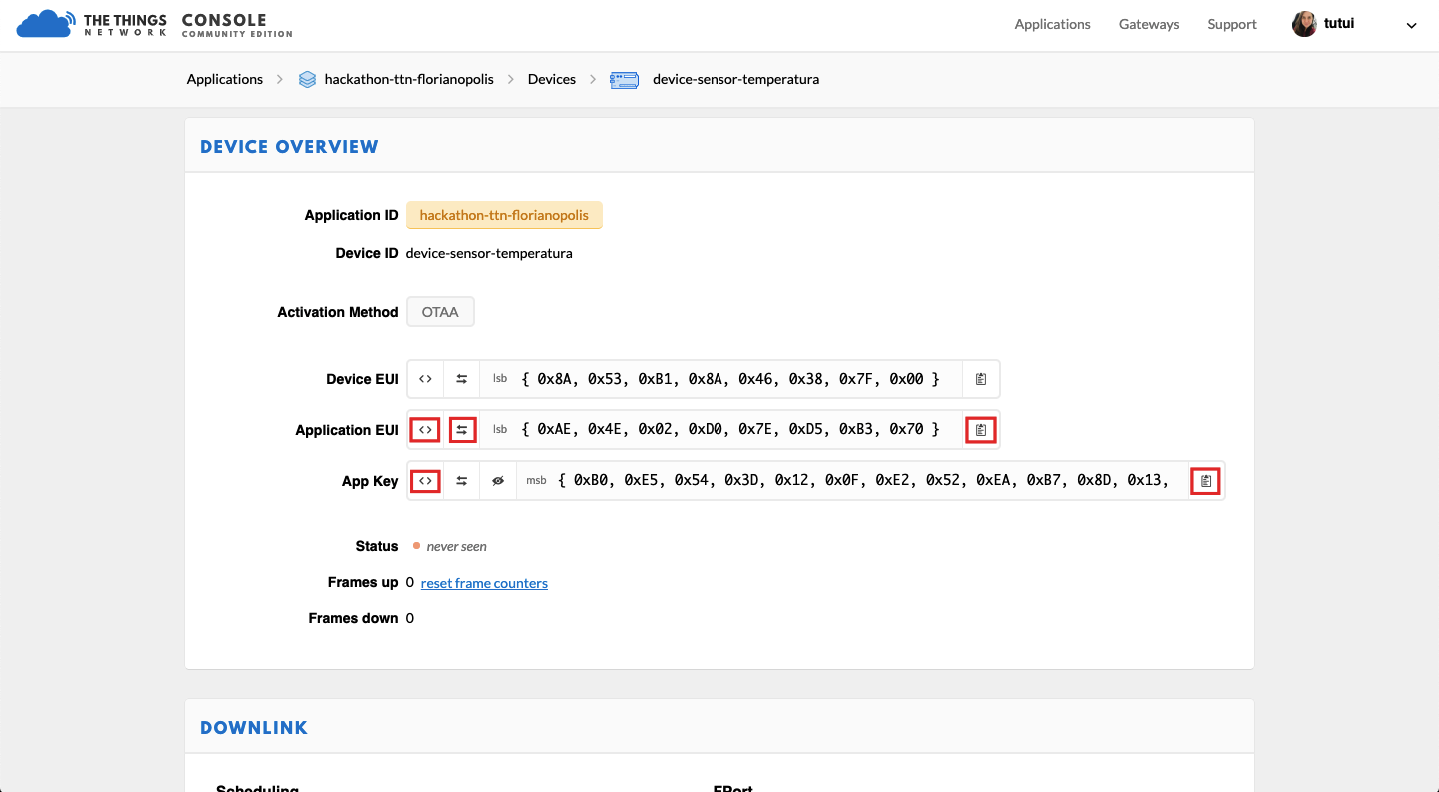 THE THINGS NETWORK CONSOLE COMMUNITY EDITION
Applications Gateways Support tutui
Applications hackathon-ttn-florianopolis Devices device-sensor-temperatura
DEVICE OVERVIEW
Application ID hackathon-ttn-florianopolis
Device ID device-sensor-temperatura
Activation Method OTAA
Device EUI <> lsb { 0x8A, 0x53, 0xB1, 0x8A, 0x46, 0x38, 0x7F, 0x00 }
Application EUI <> lsb { 0xAE, 0x4E, 0x02, 0xD0, 0x7E, 0xD5, 0xB3, 0x70 }
App Key <> msb { 0xB0, 0xE5, 0x54, 0x3D, 0x12, 0x0F, 0xE2, 0x52, 0xEA, 0xB7, 0x8D, 0x13,
Status never seen
Frames up 0 reset frame counters
Frames down 0
DOWNLINK
Scheduling FPort